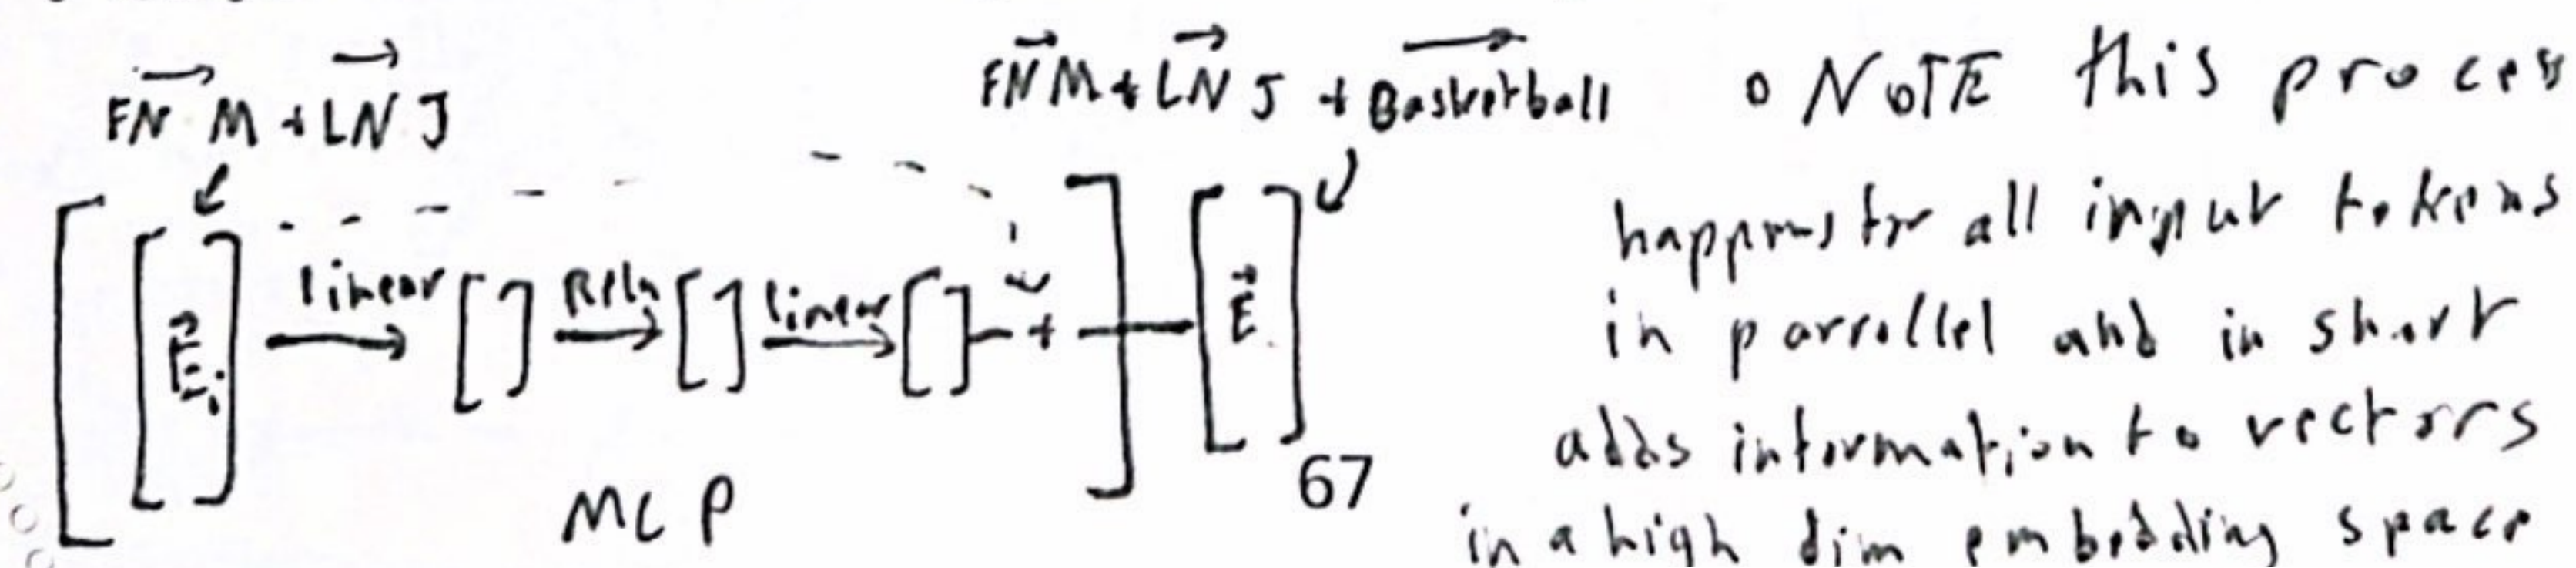 FN M + LN J
FN M + LN J + Basketball
linear Relu linear
E⃗i
+
E⃗
MLP
67
o NOTE this process
happens for all input tokens
in parrallel and in short
adds information to vectors
in a high dim embedding space